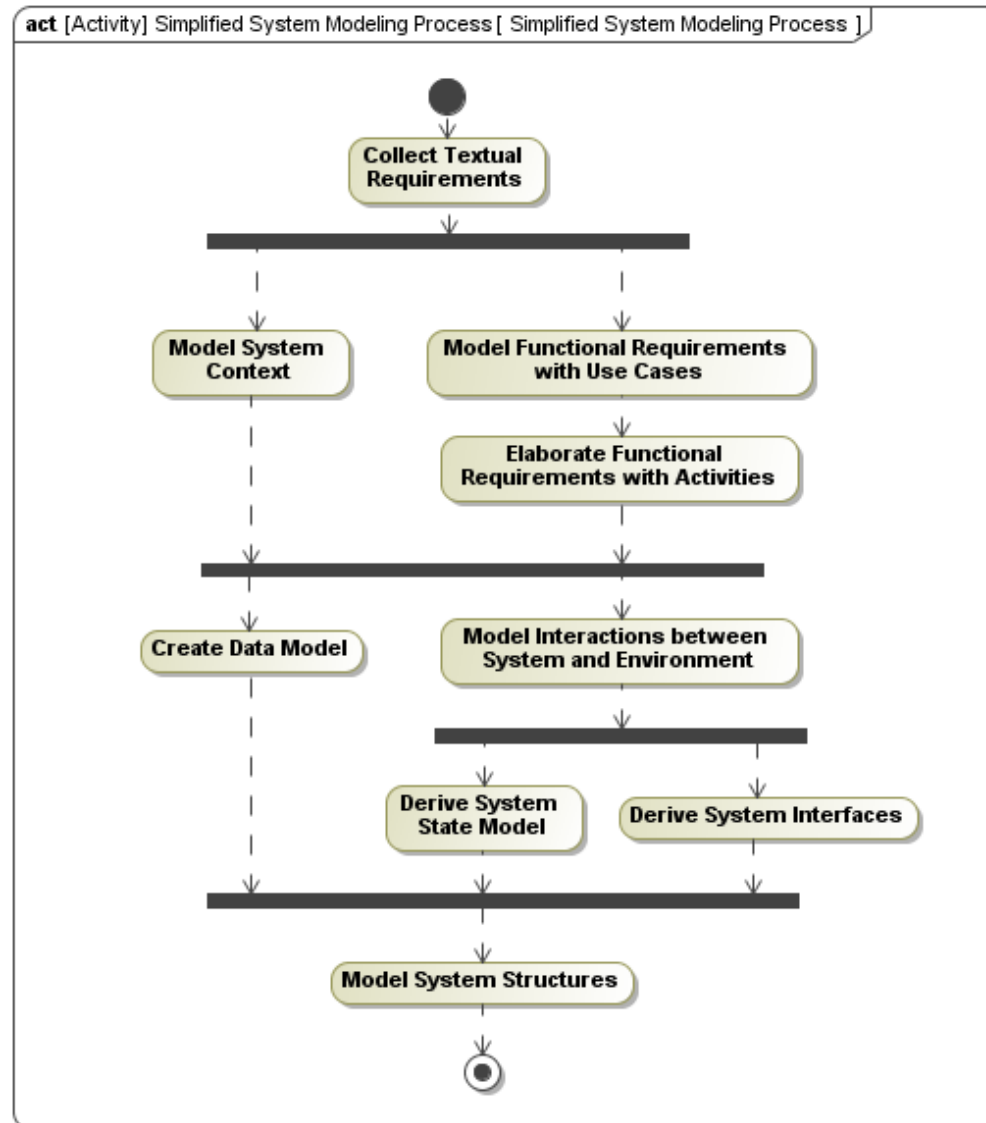 act [Activity] Simplified System Modeling Process [ Simplified System Modeling Process ]
Collect Textual
Requirements
Model System
Context
Model Functional Requirements
with Use Cases
Elaborate Functional
Requirements with Activities
Create Data Model
Model Interactions between
System and Environment
Derive System
State Model
Derive System Interfaces
Model System Structures